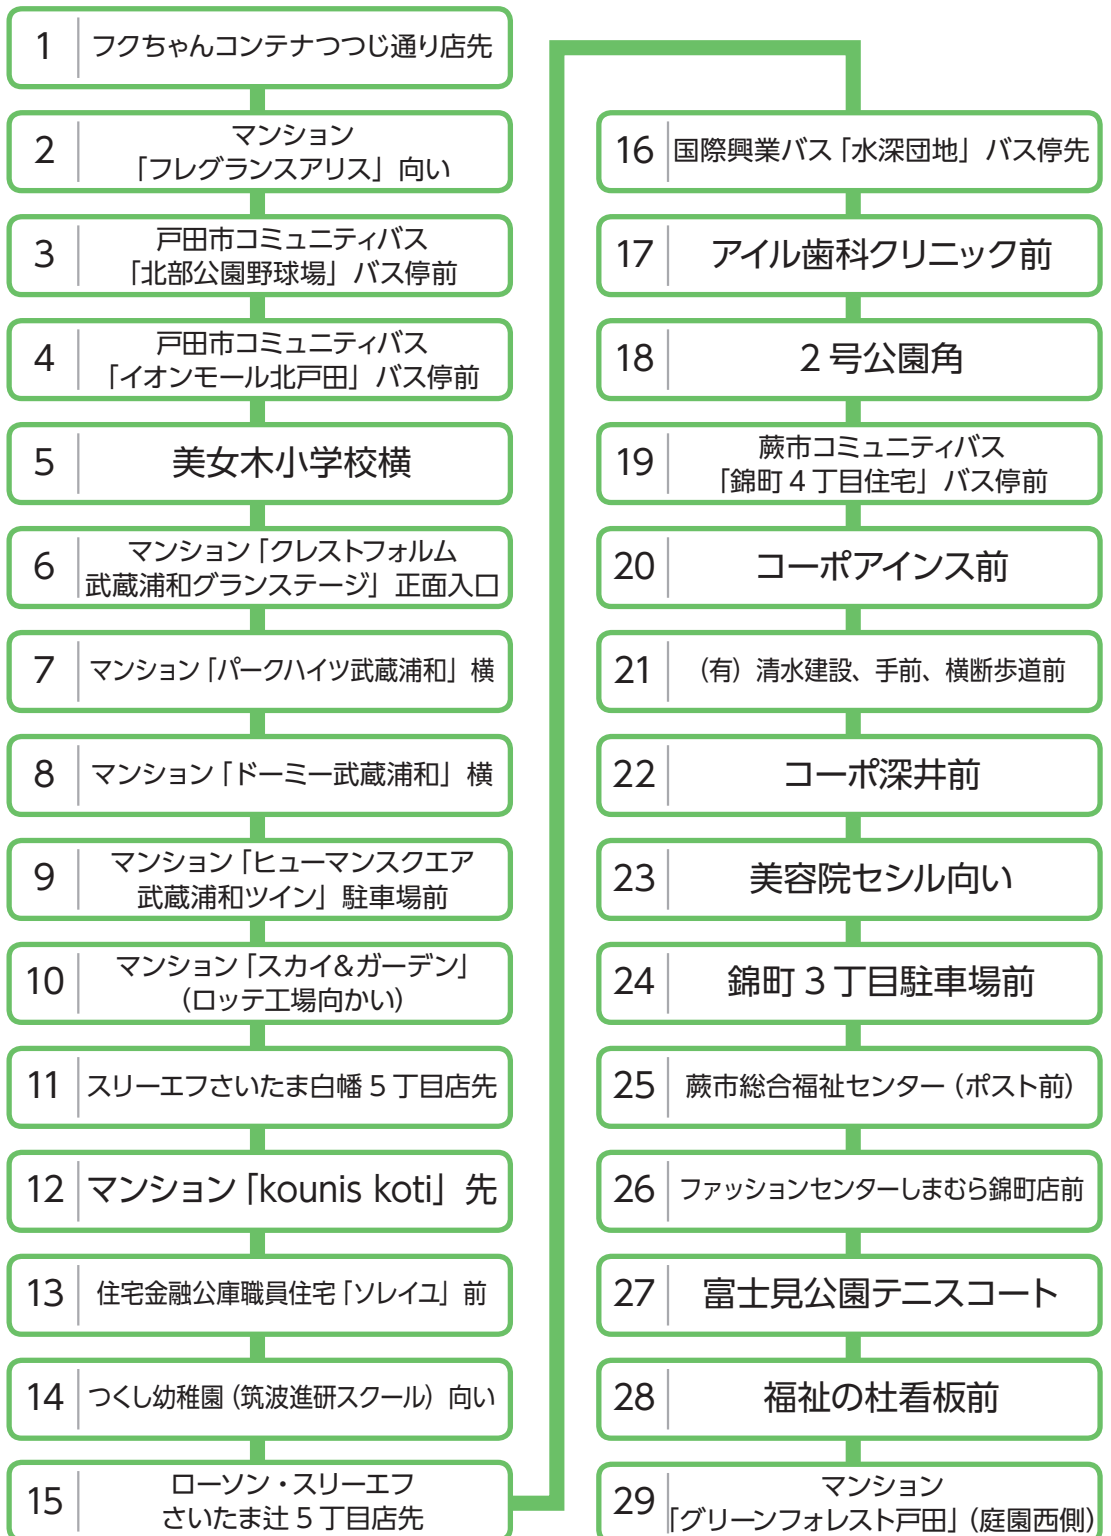 1 フクちゃんコンテナつつじ通り店先
2 マンション
「フレグランスアリス」向い
3 戸田市コミュニティバス
「北部公園野球場」バス停前
4 戸田市コミュニティバス
「イオンモール北戸田」バス停前
5 美女木小学校横
6 マンション「クレストフォルム
武蔵浦和グランステージ」正面入口
7 マンション「パークハイツ武蔵浦和」横
8 マンション「ドーミー武蔵浦和」横
9 マンション「ヒューマンスクエア
武蔵浦和ツイン」駐車場前
10 マンション「スカイ&ガーデン」
（ロッテ工場向かい）
11 スリーエフさいたま白幡5丁目店先
12 マンション「kounis koti」先
13 住宅金融公庫職員住宅「ソレイユ」前
14 つくし幼稚園（筑波進研スクール）向い
15 ローソン・スリーエフ
さいたま辻5丁目店先
16 国際興業バス「水深団地」バス停先
17 アイル歯科クリニック前
18 2号公園角
19 蕨市コミュニティバス
「錦町4丁目住宅」バス停前
20 コーポアインス前
21 （有）清水建設、手前、横断歩道前
22 コーポ深井前
23 美容院セシル向い
24 錦町3丁目駐車場前
25 蕨市総合福祉センター（ポスト前）
26 ファッションセンターしまむら錦町店前
27 富士見公園テニスコート
28 福祉の杜看板前
29 マンション
「グリーンフォレスト戸田」（庭園西側）